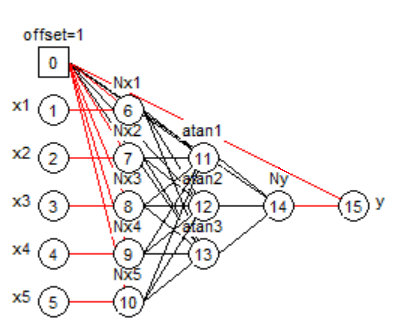 offset=1
0
Nx1
x1 1 6
Nx2 atan1
x2 2 7 11
Nx3 atan2 Ny
x3 3 8 12 14 15 y
Nx4 atan3
x4 4 9 13
Nx5
x5 5 10